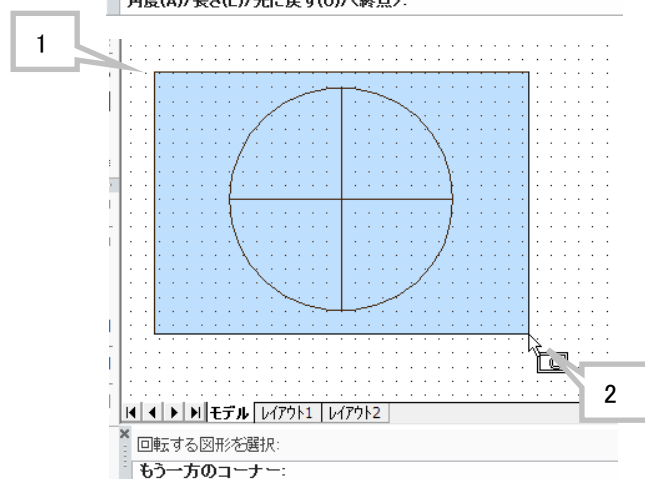 角度(A)/長さ(L)/元に戻す(U)/<終点>:
1
2
モデル レイアウト1 レイアウト2
回転する図形を選択:
もう一方のコーナー: